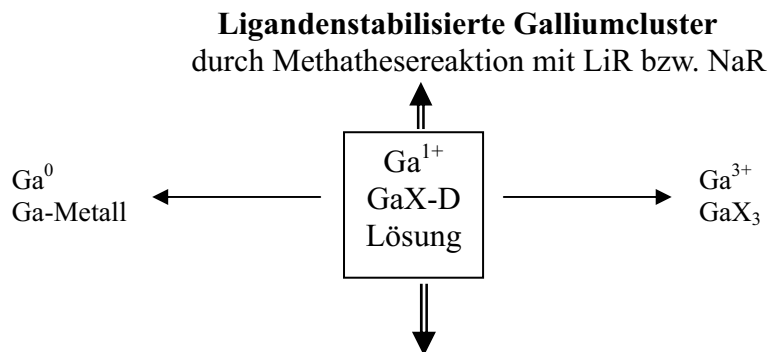 Ligandenstabilisierte Galliumcluster
durch Methathesereaktion mit LiR bzw. NaR
Ga⁰
Ga-Metall
Ga¹⁺
GaX-D
Lösung
Ga³⁺
GaX₃